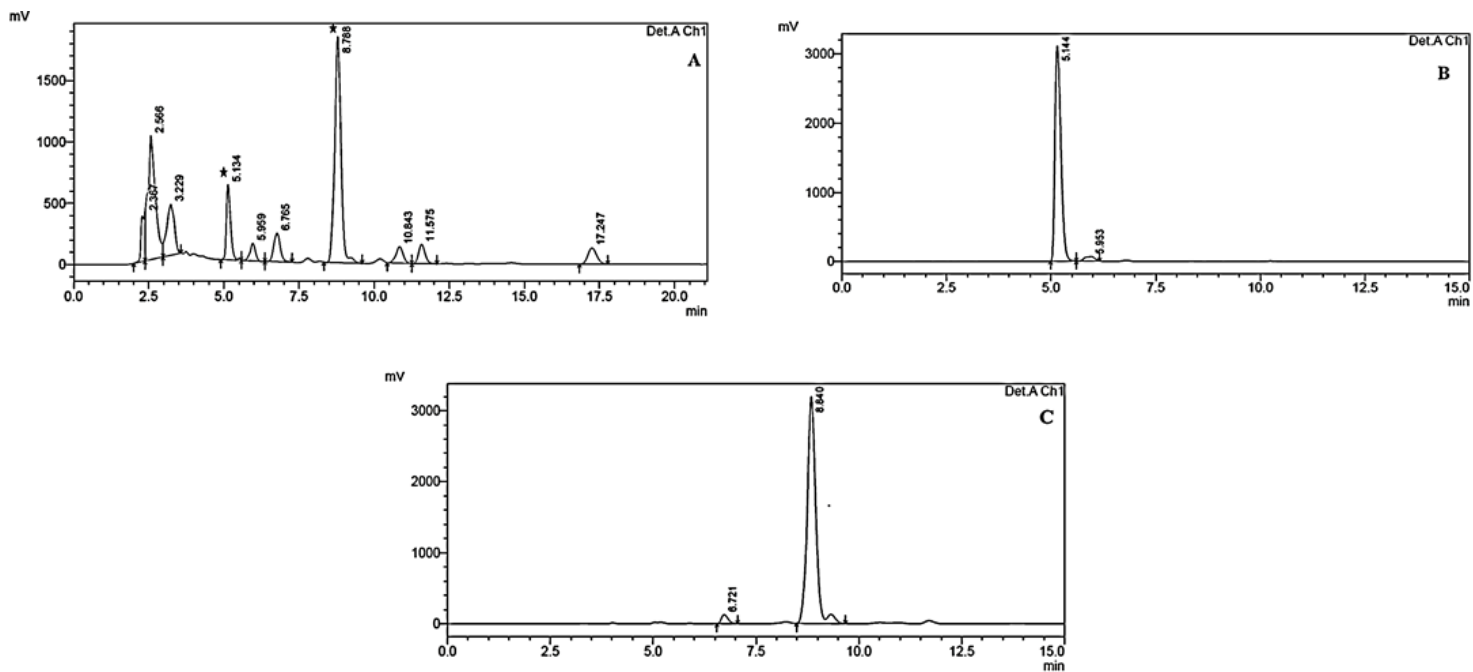 mV
Det.A Ch1
A
1500
1000
500
0
2.367
2.566
3.229
★
5.134
5.959
6.765
★
8.788
10.843
11.575
17.247
0.0 2.5 5.0 7.5 10.0 12.5 15.0 17.5 20.0
min
mV
Det.A Ch1
B
3000
2000
1000
0
5.144
5.953
0.0 2.5 5.0 7.5 10.0 12.5 15.0
min
mV
Det.A Ch1
C
3000
2000
1000
0
6.721
8.840
0.0 2.5 5.0 7.5 10.0 12.5 15.0
min